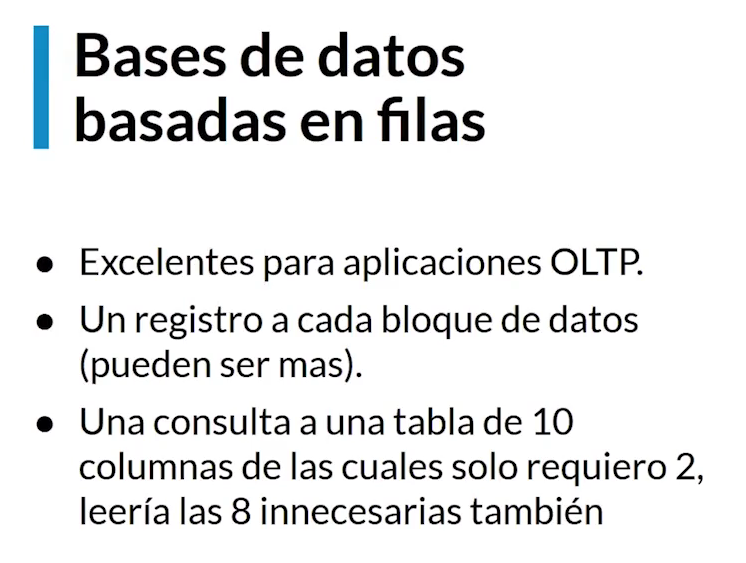 Bases de datos
basadas en filas
● Excelentes para aplicaciones OLTP.
● Un registro a cada bloque de datos
(pueden ser mas).
● Una consulta a una tabla de 10
columnas de las cuales solo requiero 2,
leería las 8 innecesarias también